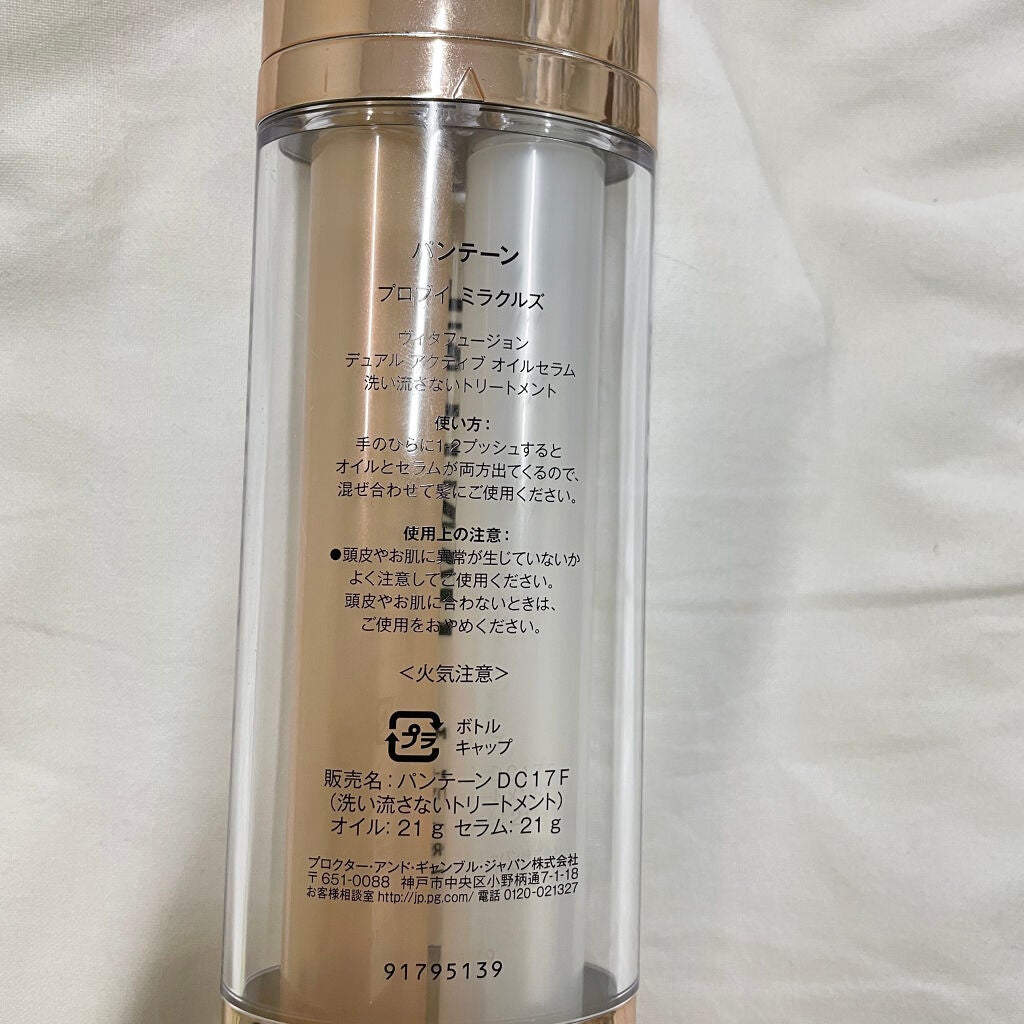 パンテーン
プロブイ ミラクルズ
ヴィタフュージョン
デュアル アクティブ オイルセラム
洗い流さないトリートメント
使い方:
手のひらに1-2プッシュすると
オイルとセラムが両方出てくるので、
混ぜ合わせて髪にご使用ください。
使用上の注意:
●頭皮やお肌に異常が生じていないか
よく注意してご使用ください。
頭皮やお肌に合わないときは、
ご使用をおやめください。
<火気注意>
プラ
ボトル
キャップ
販売名:パンテーンDC17F
(洗い流さないトリートメント)
オイル: 21 g セラム: 21 g
プロクター・アンド・ギャンブル・ジャパン株式会社
〒651-0088 神戸市中央区小野柄通7-1-18
お客様相談室 http://jp.pg.com/ 電話 0120-021327
91795139